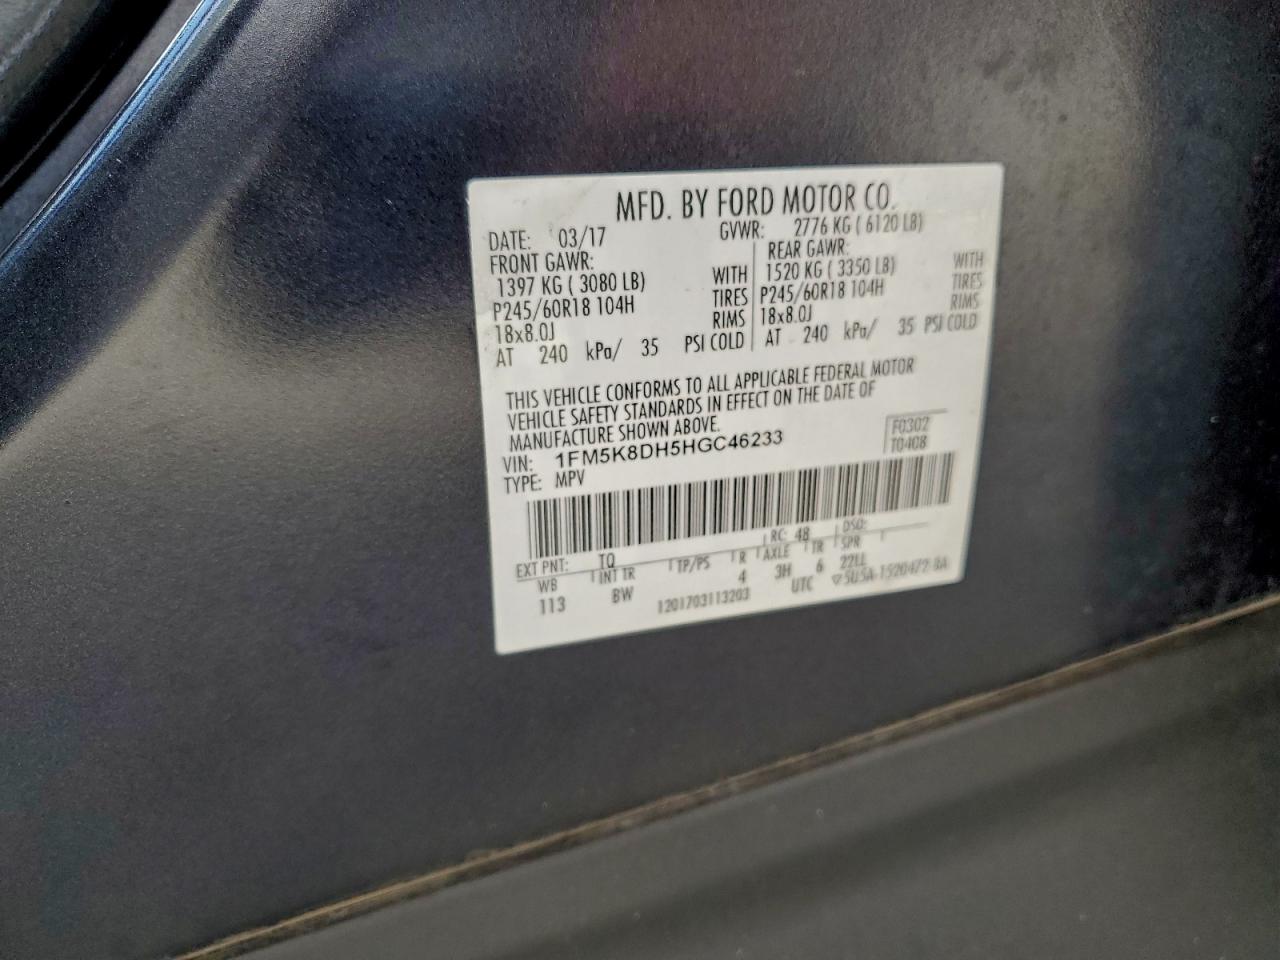 MFD. BY FORD MOTOR CO.
DATE: 03/17 GVWR: 2776 KG ( 6120 LB)
FRONT GAWR: REAR GAWR:
1397 KG ( 3080 LB) WITH 1520 KG ( 3350 LB) WITH
P245/60R18 104H TIRES P245/60R18 104H TIRES
18x8.0J RIMS 18x8.0J RIMS
AT 240 kPa/ 35 PSI COLD AT 240 kPa/ 35 PSI COLD
THIS VEHICLE CONFORMS TO ALL APPLICABLE FEDERAL MOTOR
VEHICLE SAFETY STANDARDS IN EFFECT ON THE DATE OF
MANUFACTURE SHOWN ABOVE.
VIN: 1FM5K8DH5HGC46233 F0302
TYPE: MPV T0408
EXT PNT: TQ RC: 48 DSO:
WB INT TR TP/PS R AXLE TR SPR
113 BW 4 3H 6 22LL
1201703113203 UTC ▽5U5A-1520472-BA